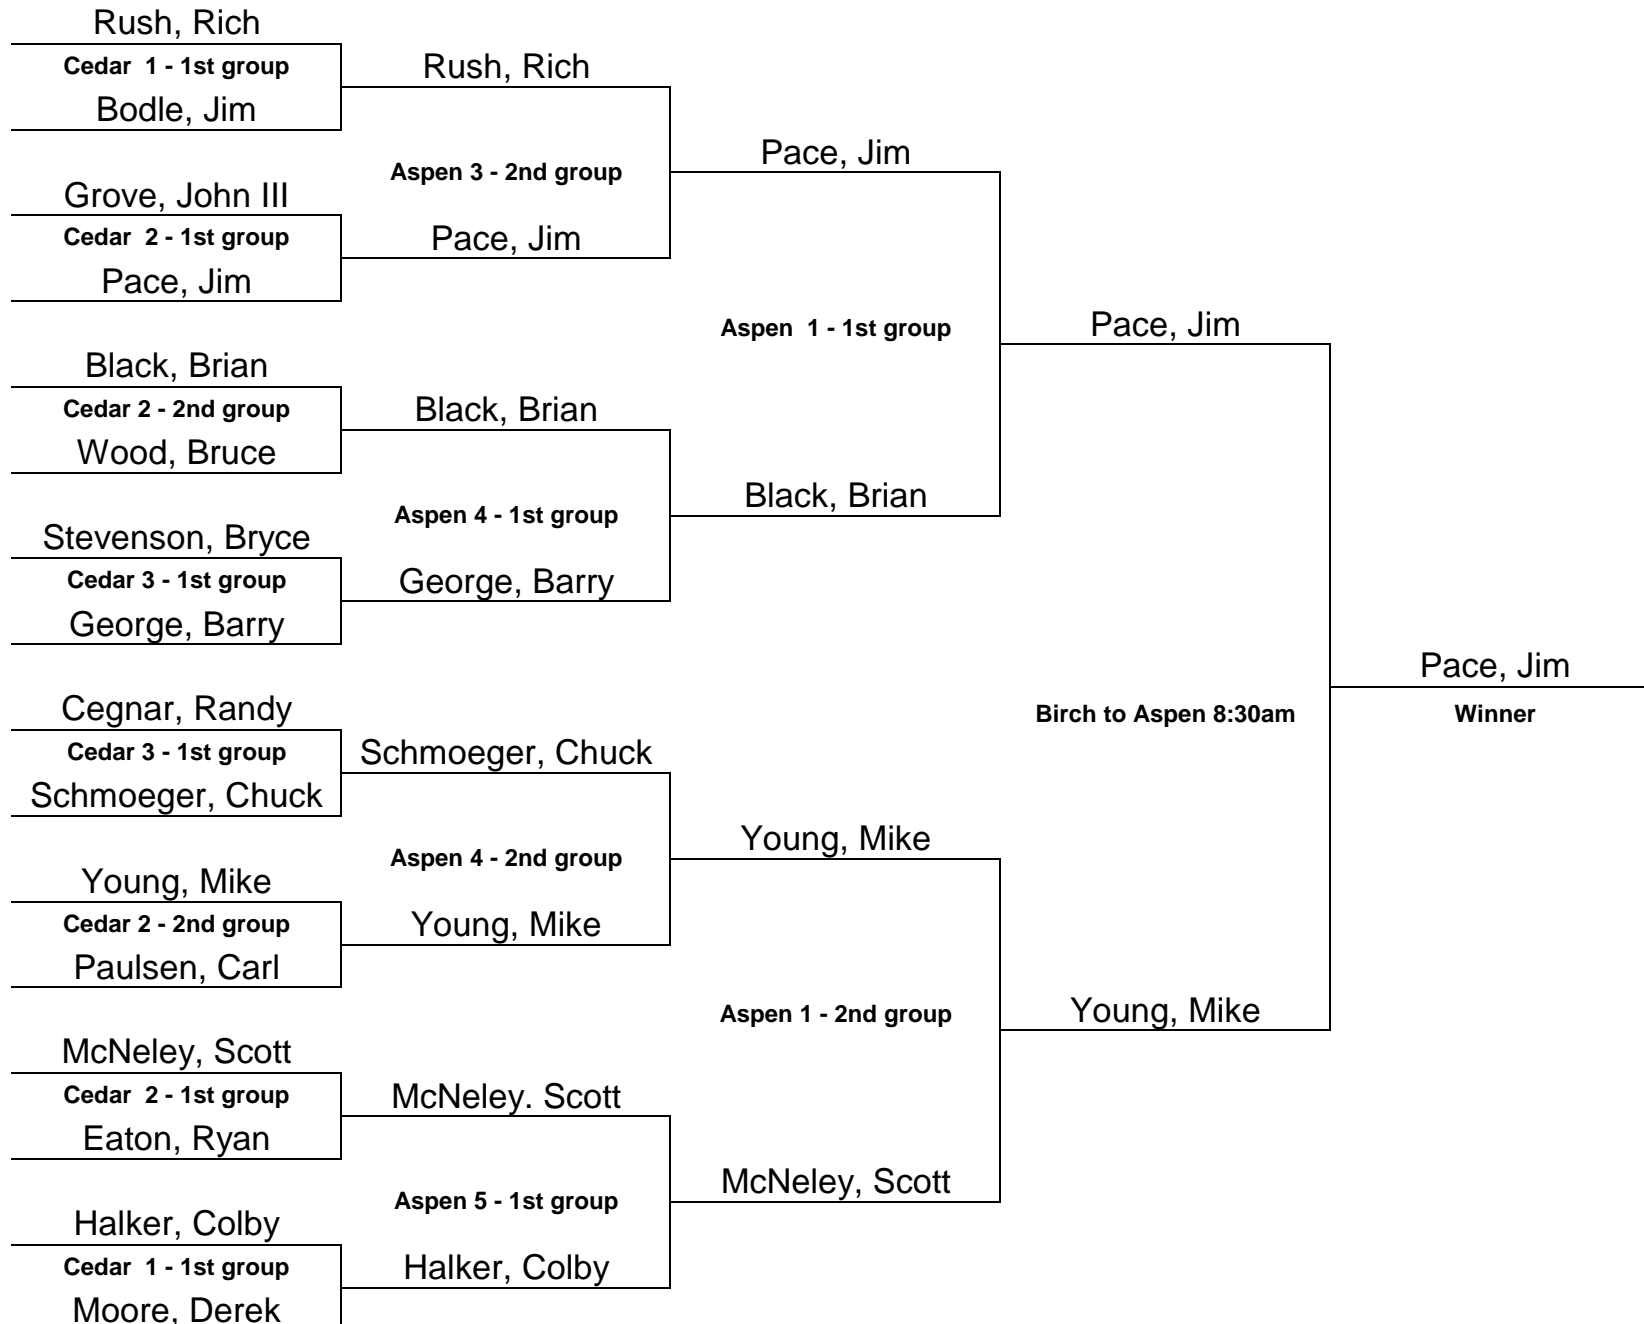 Rush, Rich
Cedar  1 - 1st group
Bodle, Jim
Grove, John III
Cedar  2 - 1st group
Pace, Jim
Black, Brian
Cedar 2 - 2nd group
Wood, Bruce
Stevenson, Bryce
Cedar 3 - 1st group
George, Barry
Cegnar, Randy
Cedar 3 - 1st group
Schmoeger, Chuck
Young, Mike
Cedar 2 - 2nd group
Paulsen, Carl
McNeley, Scott
Cedar  2 - 1st group
Eaton, Ryan
Halker, Colby
Cedar  1 - 1st group
Moore, Derek
Rush, Rich
Aspen 3 - 2nd group
Pace, Jim
Black, Brian
Aspen 4 - 1st group
George, Barry
Schmoeger, Chuck
Aspen 4 - 2nd group
Young, Mike
McNeley. Scott
Aspen 5 - 1st group
Halker, Colby
Pace, Jim
Aspen  1 - 1st group
Black, Brian
Young, Mike
Aspen 1 - 2nd group
McNeley, Scott
Pace, Jim
Birch to Aspen 8:30am
Young, Mike
Pace, Jim
Winner